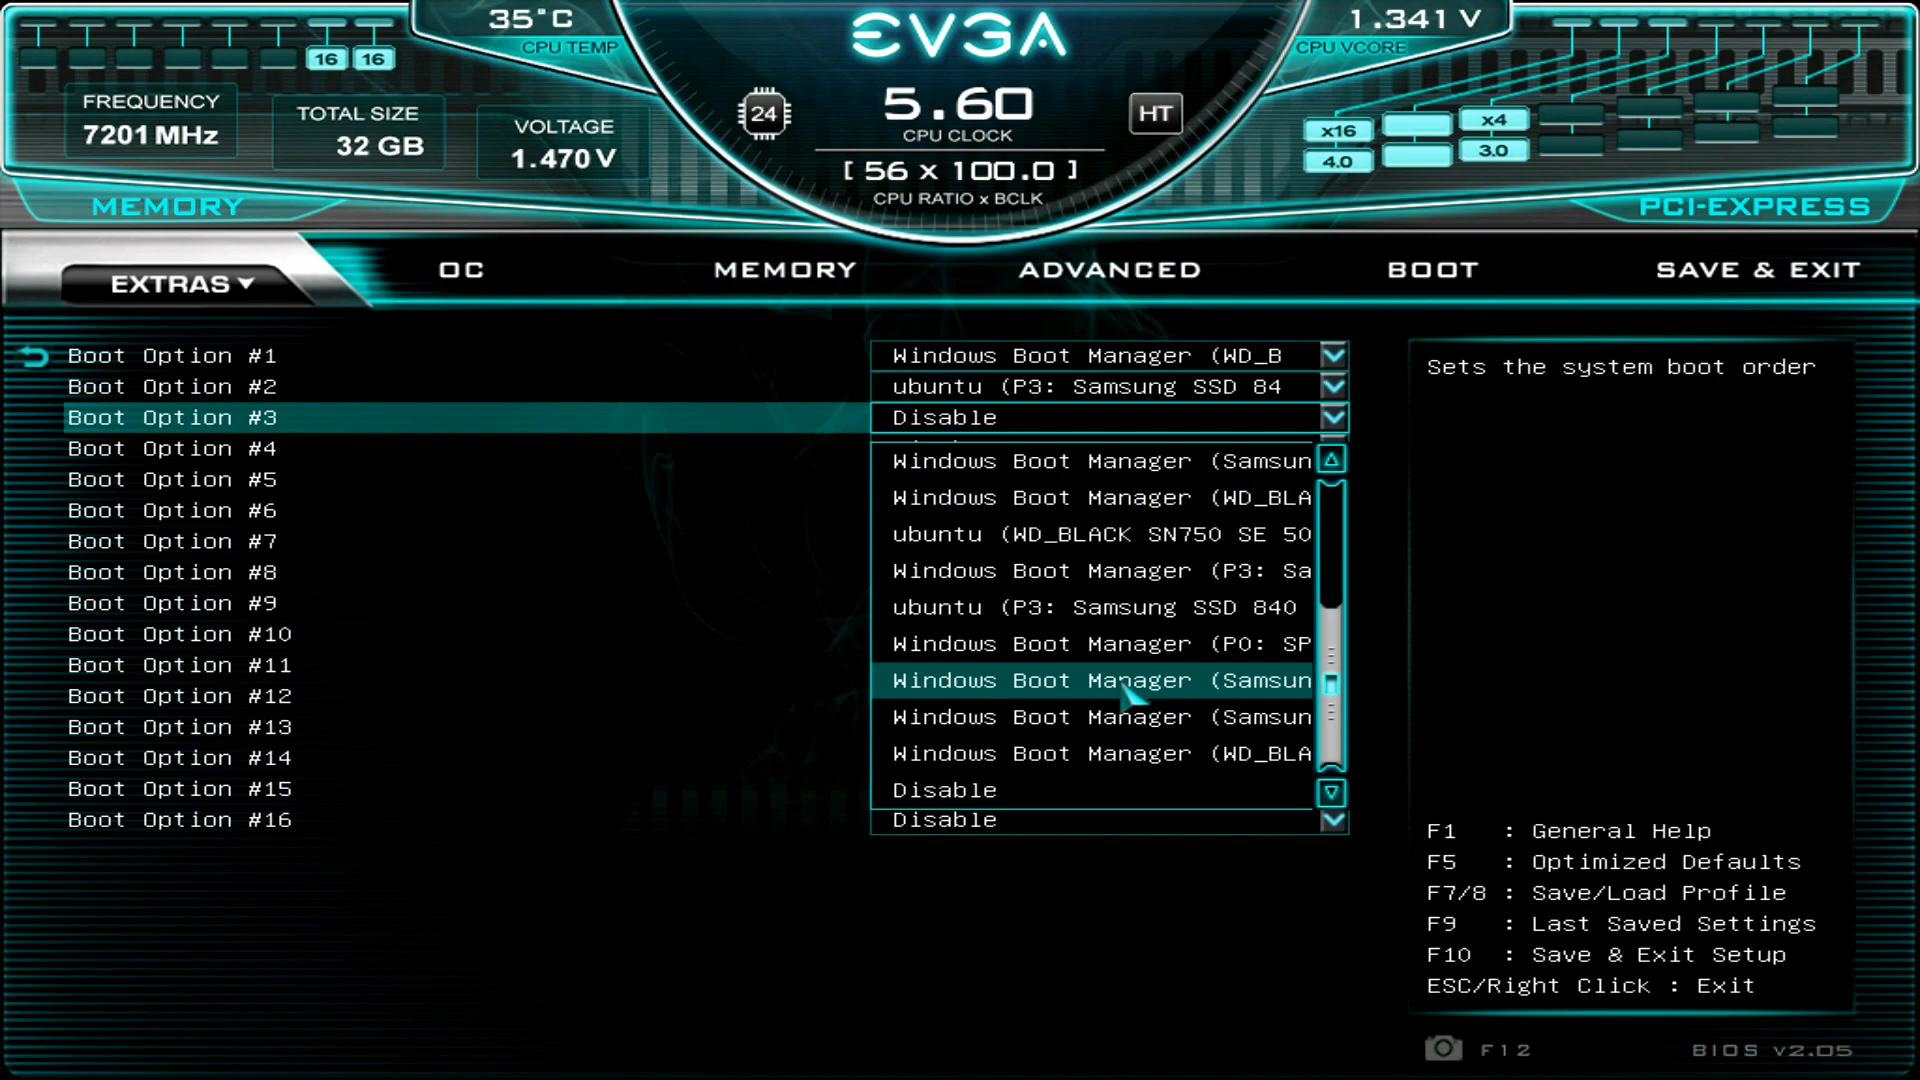 35°C
CPU TEMP
EVGA
1.341 V
CPU VCORE
16 16
FREQUENCY
7201 MHz
TOTAL SIZE
32 GB
VOLTAGE
1.470 V
24
5.60
CPU CLOCK
[ 56 x 100.0 ]
CPU RATIO x BCLK
HT
x16
4.0
x4
3.0
MEMORY
PCI-EXPRESS
EXTRAS
OC
MEMORY
ADVANCED
BOOT
SAVE & EXIT
Boot Option #1
Windows Boot Manager (WD_B
Boot Option #2
ubuntu (P3: Samsung SSD 84
Boot Option #3
Disable
Boot Option #4
Boot Option #5
Boot Option #6
Boot Option #7
Boot Option #8
Boot Option #9
Boot Option #10
Boot Option #11
Boot Option #12
Boot Option #13
Boot Option #14
Boot Option #15
Boot Option #16
Windows Boot Manager (Samsun
Windows Boot Manager (WD_BLA
ubuntu (WD_BLACK SN750 SE 50
Windows Boot Manager (P3: Sa
ubuntu (P3: Samsung SSD 840
Windows Boot Manager (P0: SP
Windows Boot Manager (Samsun
Windows Boot Manager (Samsun
Windows Boot Manager (WD_BLA
Disable
Disable
Sets the system boot order
F1 : General Help
F5 : Optimized Defaults
F7/8 : Save/Load Profile
F9 : Last Saved Settings
F10 : Save & Exit Setup
ESC/Right Click : Exit
F12
BIOS v2.05